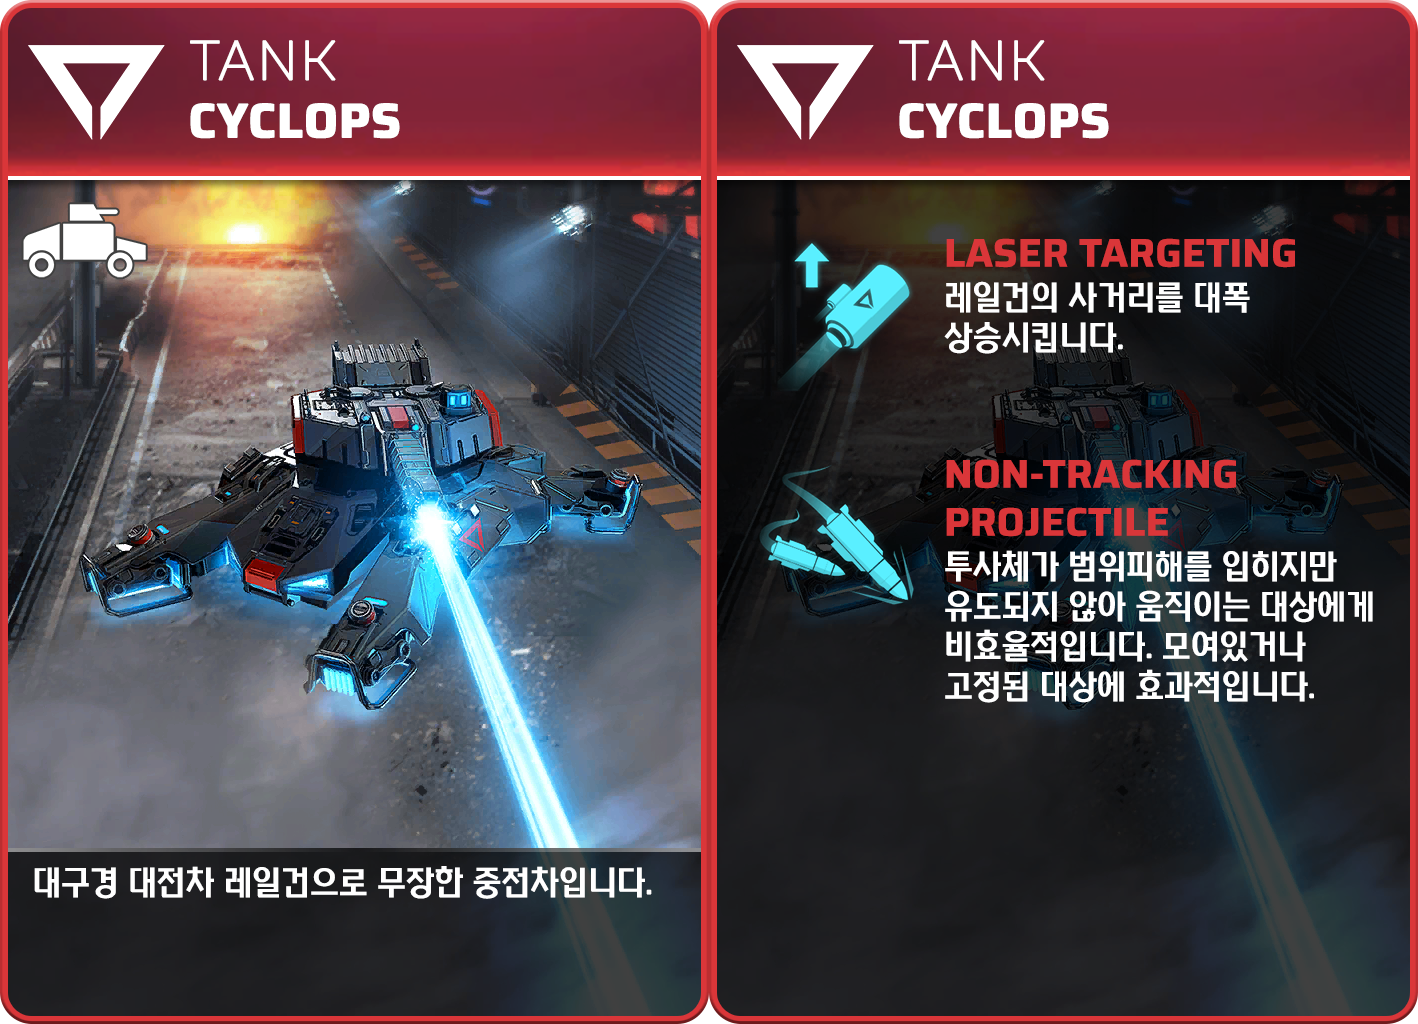 TANK
CYCLOPS
대구경 대전차 레일건으로 무장한 중전차입니다.
TANK
CYCLOPS
LASER TARGETING
레일건의 사거리를 대폭
상승시킵니다.
NON-TRACKING
PROJECTILE
투사체가 범위피해를 입히지만
유도되지 않아 움직이는 대상에게
비효율적입니다. 모여있거나
고정된 대상에 효과적입니다.